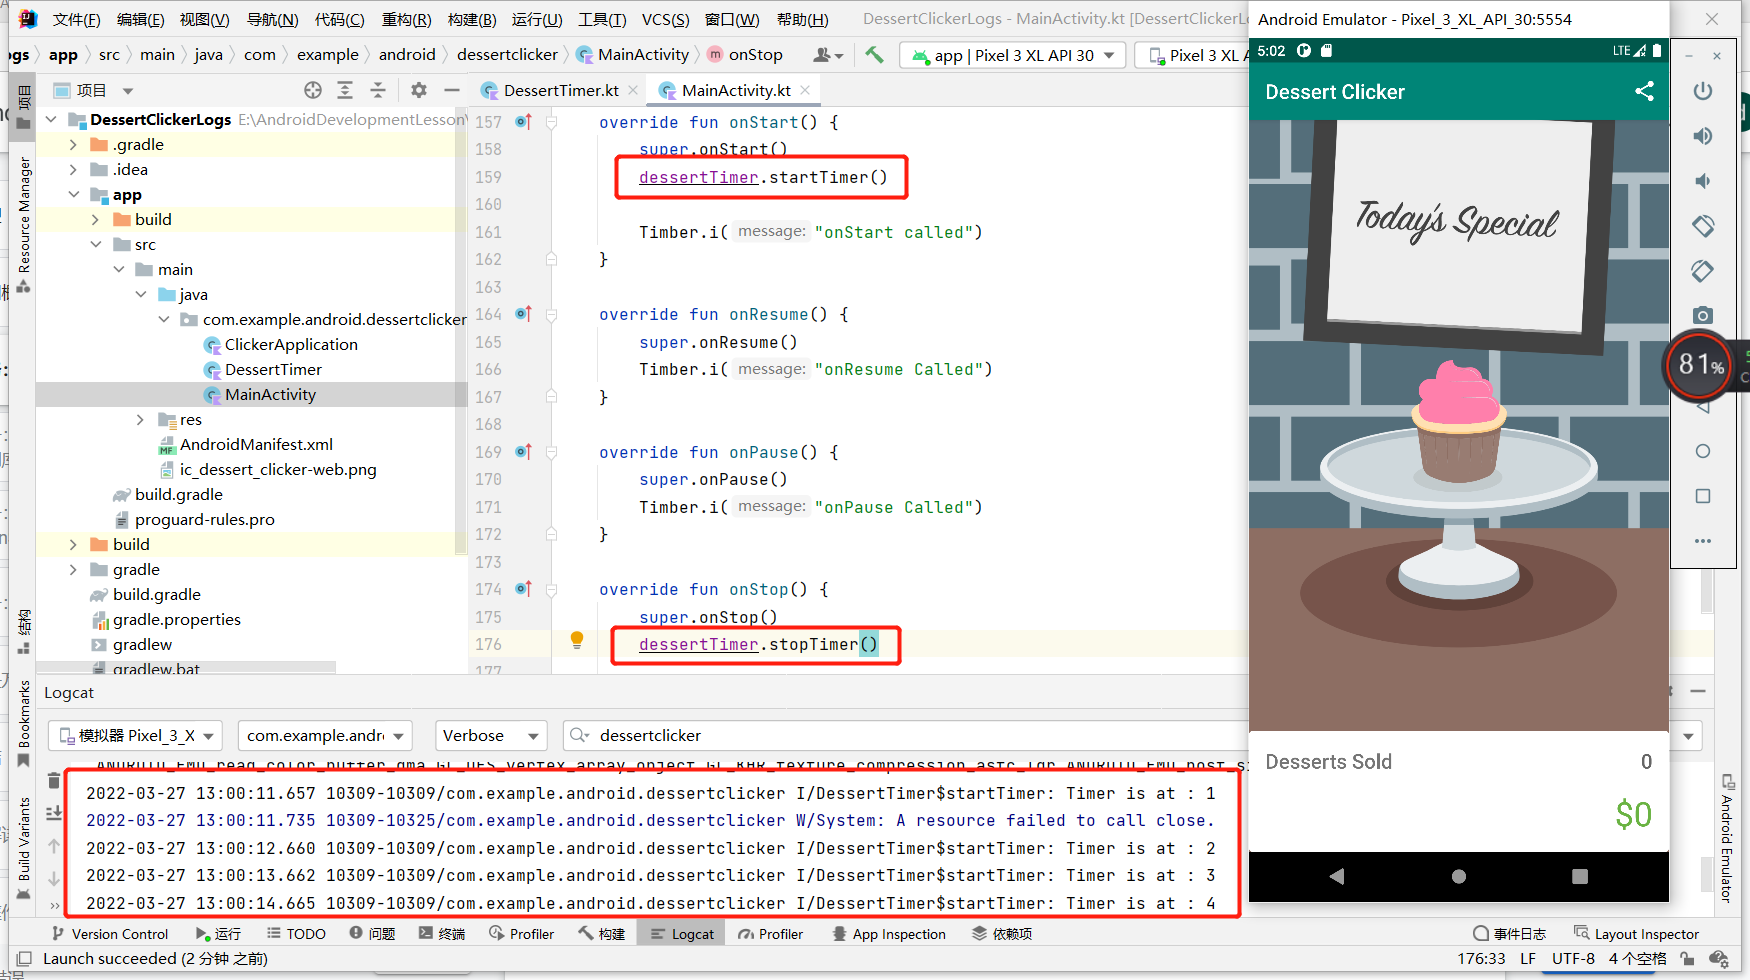 文件(F) 编辑(E) 视图(V) 导航(N) 代码(C) 重构(R) 构建(B) 运行(U) 工具(T) VCS(S) 窗口(W) 帮助(H) DessertClickerLogs - MainActivity.kt [DessertClickerL
ogs app src main java com example android dessertclicker MainActivity m onStop app | Pixel 3 XL API 30 Pixel 3 XL A
项目
DessertTimer.kt MainActivity.kt
项目
Resource Manager
结构
Bookmarks
Build Variants
DessertClickerLogs E:\AndroidDevelopmentLesson\
.gradle
.idea
app
build
src
main
java
com.example.android.dessertclicker
ClickerApplication
DessertTimer
MainActivity
res
AndroidManifest.xml
ic_dessert_clicker-web.png
build.gradle
proguard-rules.pro
build
gradle
build.gradle
gradle.properties
gradlew
gradlew.bat
157 override fun onStart() {
158 super.onStart()
159 dessertTimer.startTimer()
160
161 Timber.i( message: "onStart called")
162 }
163
164 override fun onResume() {
165 super.onResume()
166 Timber.i( message: "onResume Called")
167 }
168
169 override fun onPause() {
170 super.onPause()
171 Timber.i( message: "onPause Called")
172 }
173
174 override fun onStop() {
175 super.onStop()
176 dessertTimer.stopTimer()
177
Android Emulator - Pixel_3_XL_API_30:5554
5:02 LTE
Dessert Clicker
Today's Special
81%
Desserts Sold 0
$0
Logcat
模拟器 Pixel_3_X com.example.andr Verbose dessertclicker
ANDROID_EMU_read_color_buffer_dma GL_OES_vertex_array_object GL_KHR_texture_compression_astc_ldr ANDROID_EMU_host_s
2022-03-27 13:00:11.657 10309-10309/com.example.android.dessertclicker I/DessertTimer$startTimer: Timer is at : 1
2022-03-27 13:00:11.735 10309-10325/com.example.android.dessertclicker W/System: A resource failed to call close.
2022-03-27 13:00:12.660 10309-10309/com.example.android.dessertclicker I/DessertTimer$startTimer: Timer is at : 2
2022-03-27 13:00:13.662 10309-10309/com.example.android.dessertclicker I/DessertTimer$startTimer: Timer is at : 3
2022-03-27 13:00:14.665 10309-10309/com.example.android.dessertclicker I/DessertTimer$startTimer: Timer is at : 4
Android Emulator
Version Control 运行 TODO 问题 终端 Profiler 构建 Logcat Profiler App Inspection 依赖项 事件日志 Layout Inspector
Launch succeeded (2 分钟 之前) 176:33 LF UTF-8 4 个空格